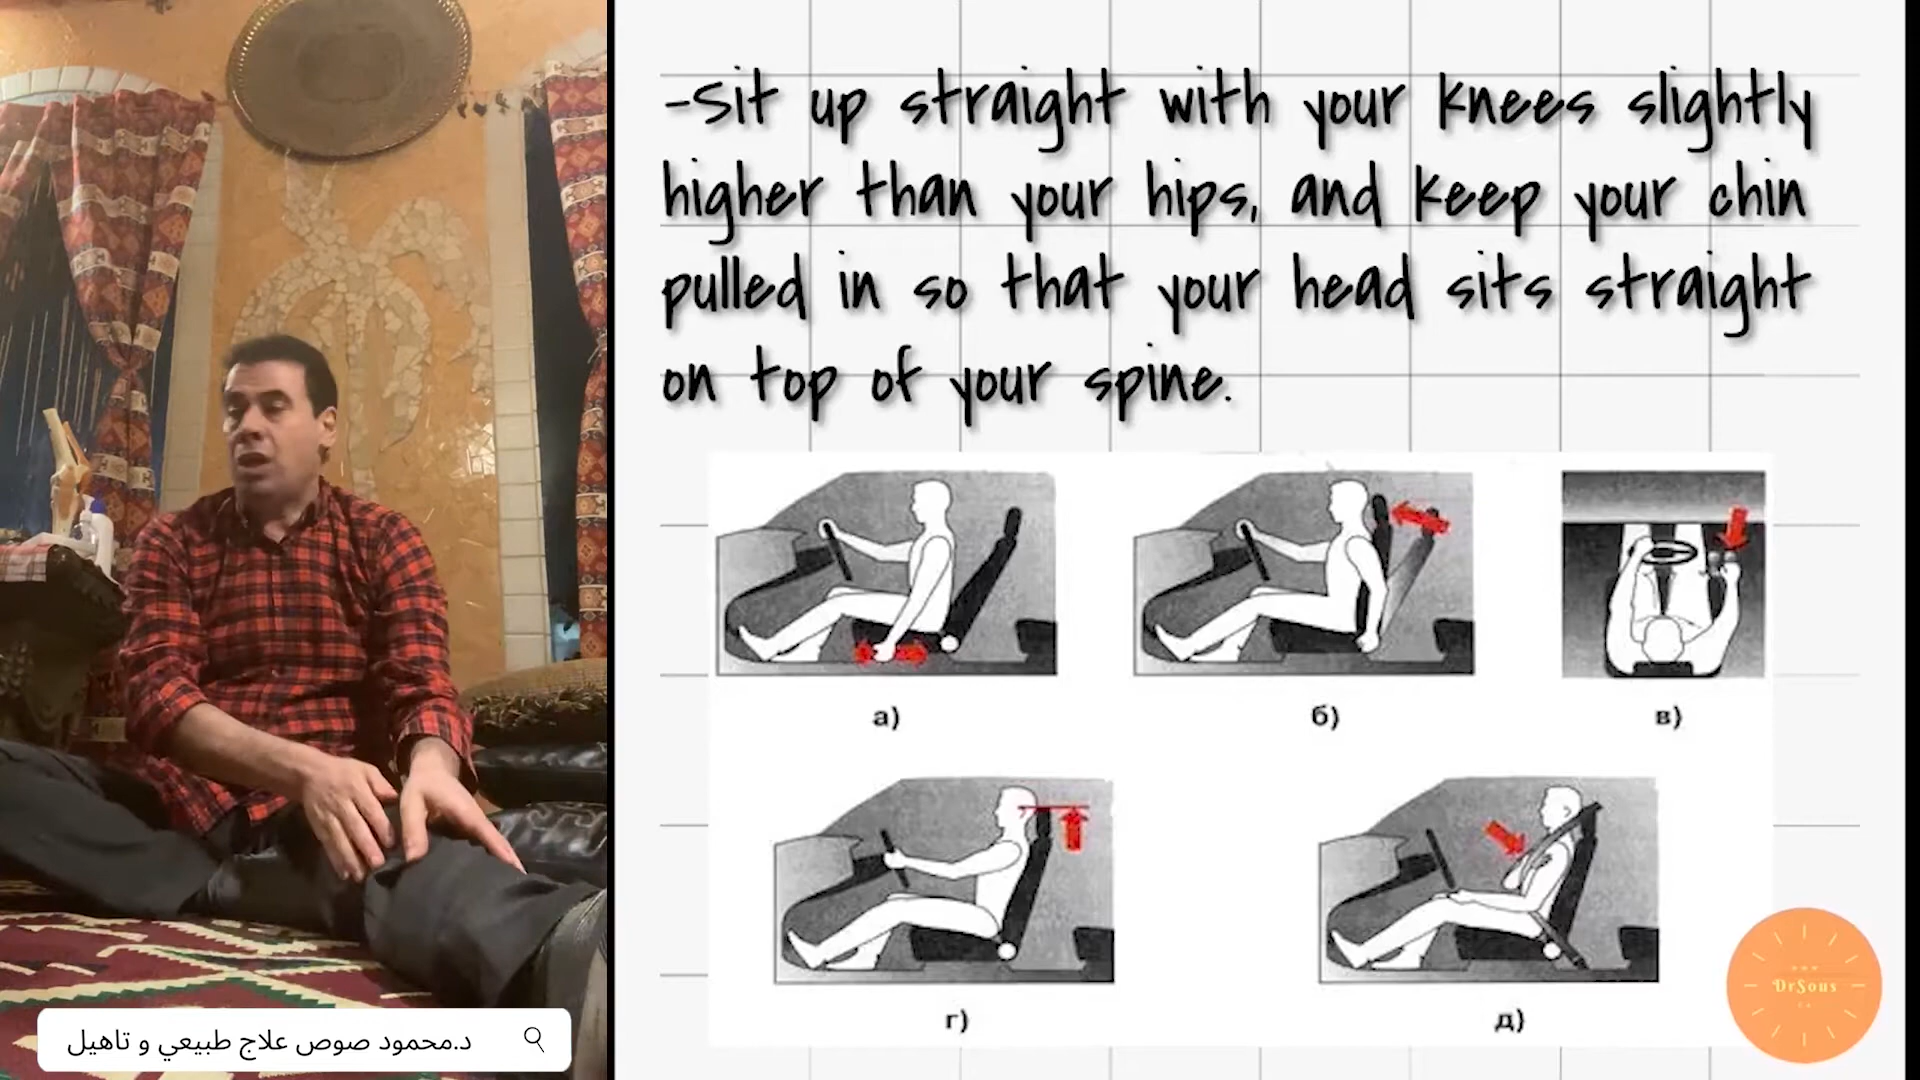 -Sit up straight with your knees slightly
higher than your hips, and keep your chin
pulled in so that your head sits straight
on top of your spine.
а)
б)
в)
г)
д)
DrSous
د.محمود صوص علاج طبيعي و تاهيل